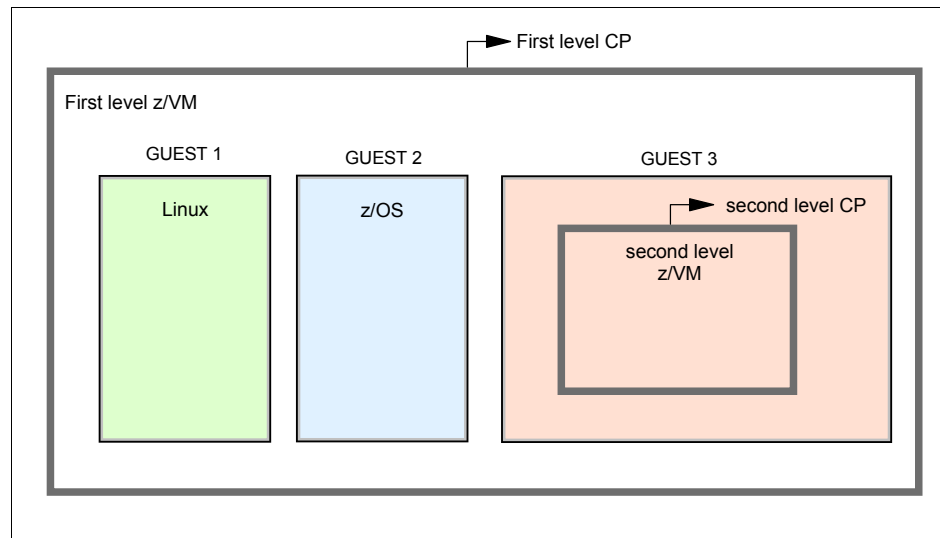 First level CP
First level z/VM
GUEST 1
GUEST 2
GUEST 3
Linux
z/OS
second level CP
second level
z/VM